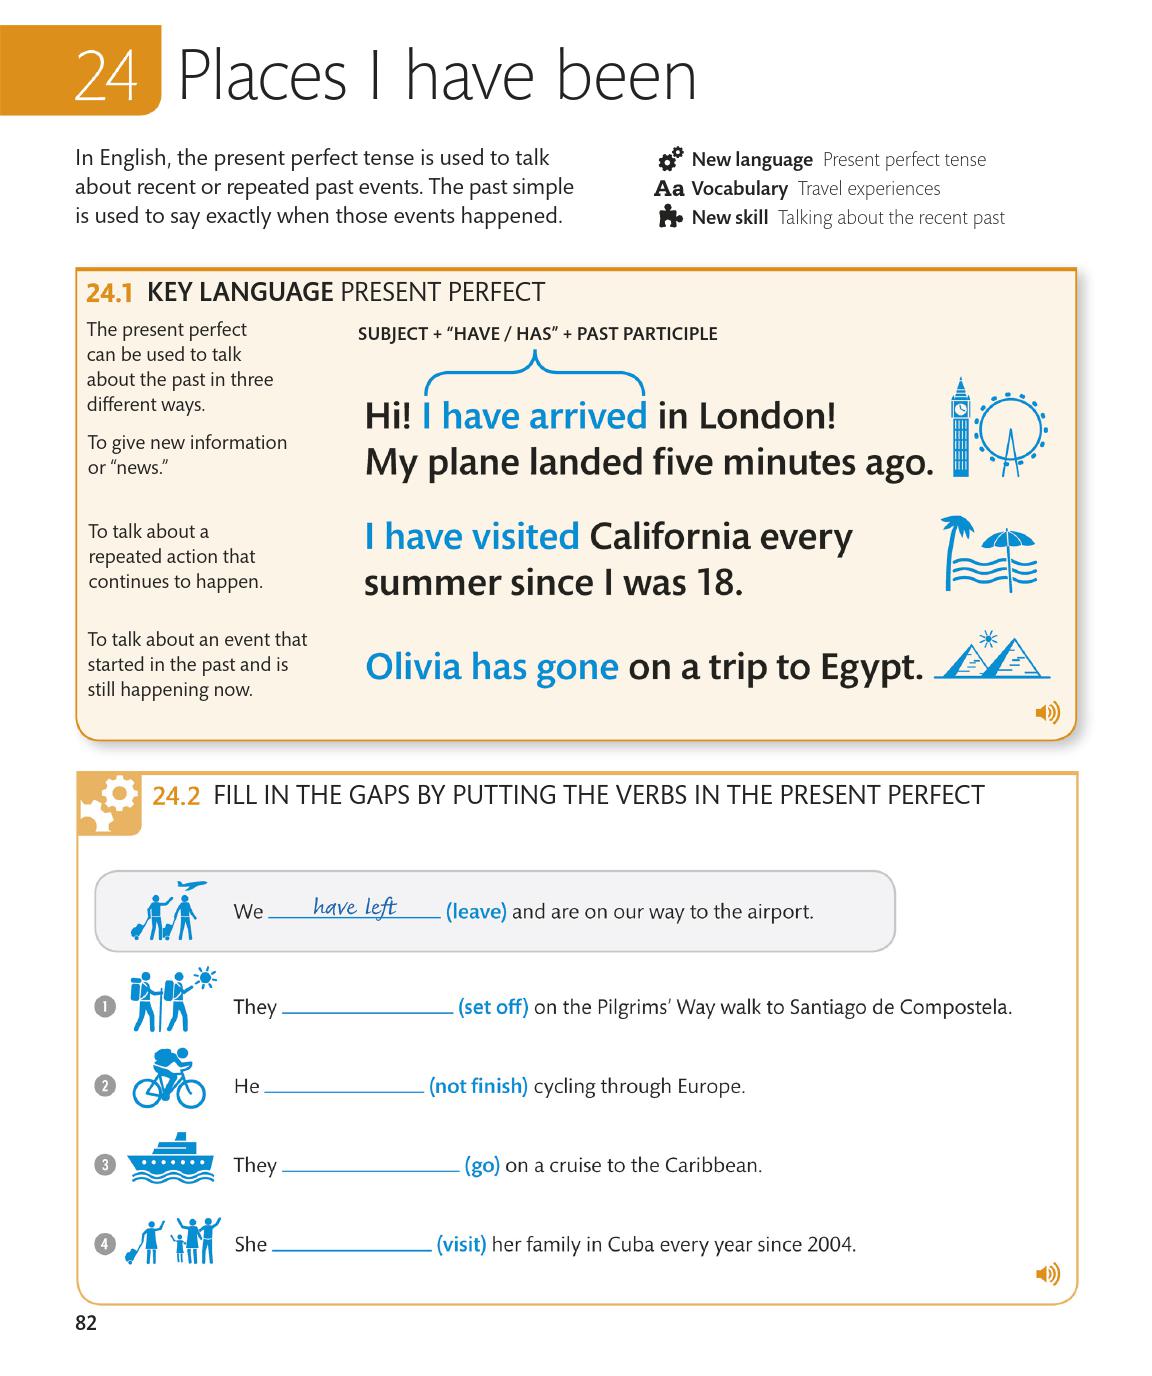 24 Places I have been
In English, the present perfect tense is used to talk
about recent or repeated past events. The past simple
is used to say exactly when those events happened.
New language Present perfect tense
Aa Vocabulary Travel experiences
New skill Talking about the recent past
24.1 KEY LANGUAGE PRESENT PERFECT
The present perfect
can be used to talk
about the past in three
different ways.
SUBJECT + “HAVE / HAS” + PAST PARTICIPLE
To give new information
or “news.”
Hi! I have arrived in London!
My plane landed five minutes ago.
To talk about a
repeated action that
continues to happen.
I have visited California every
summer since I was 18.
To talk about an event that
started in the past and is
still happening now.
Olivia has gone on a trip to Egypt.
24.2 FILL IN THE GAPS BY PUTTING THE VERBS IN THE PRESENT PERFECT
We have left (leave) and are on our way to the airport.
1 They (set off) on the Pilgrims’ Way walk to Santiago de Compostela.
2 He (not finish) cycling through Europe.
3 They (go) on a cruise to the Caribbean.
4 She (visit) her family in Cuba every year since 2004.
82